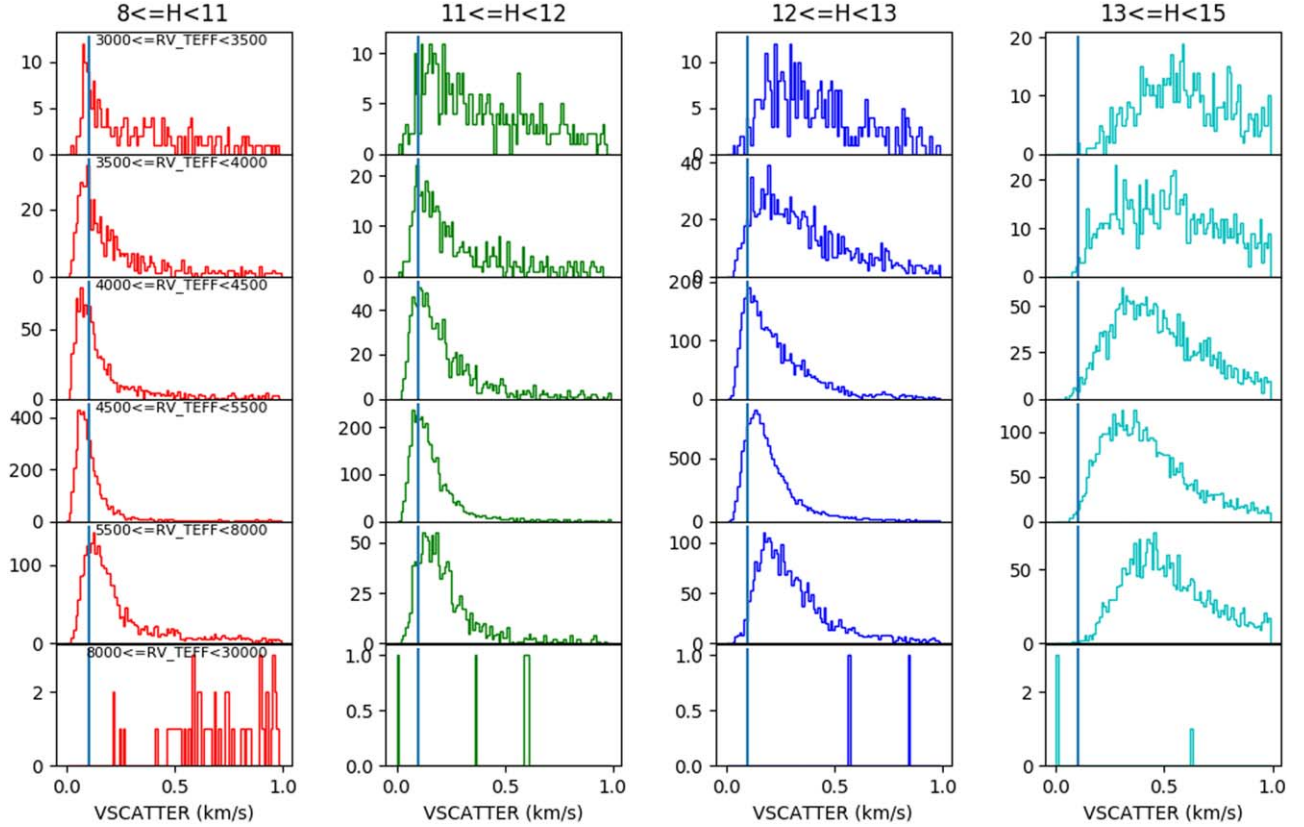 8<=H<11 11<=H<12 12<=H<13 13<=H<15
3000<=RV_TEFF<3500
10 5 0
10 5 0
10 5 0
20 10 0
3500<=RV_TEFF<4000
20 0
20 10 0
40 20 0
20 10 0
4000<=RV_TEFF<4500
50 0
40 20 0
200 100 0
50 25 0
4500<=RV_TEFF<5500
400 200 0
200 100 0
500 0
100 50 0
5500<=RV_TEFF<8000
100 0
50 25 0
100 50 0
50 0
8000<=RV_TEFF<30000
2 0
1.0 0.5 0.0
1.0 0.5 0.0
2 0
0.0 0.5 1.0 0.0 0.5 1.0 0.0 0.5 1.0 0.0 0.5 1.0
VSCATTER (km/s) VSCATTER (km/s) VSCATTER (km/s) VSCATTER (km/s)